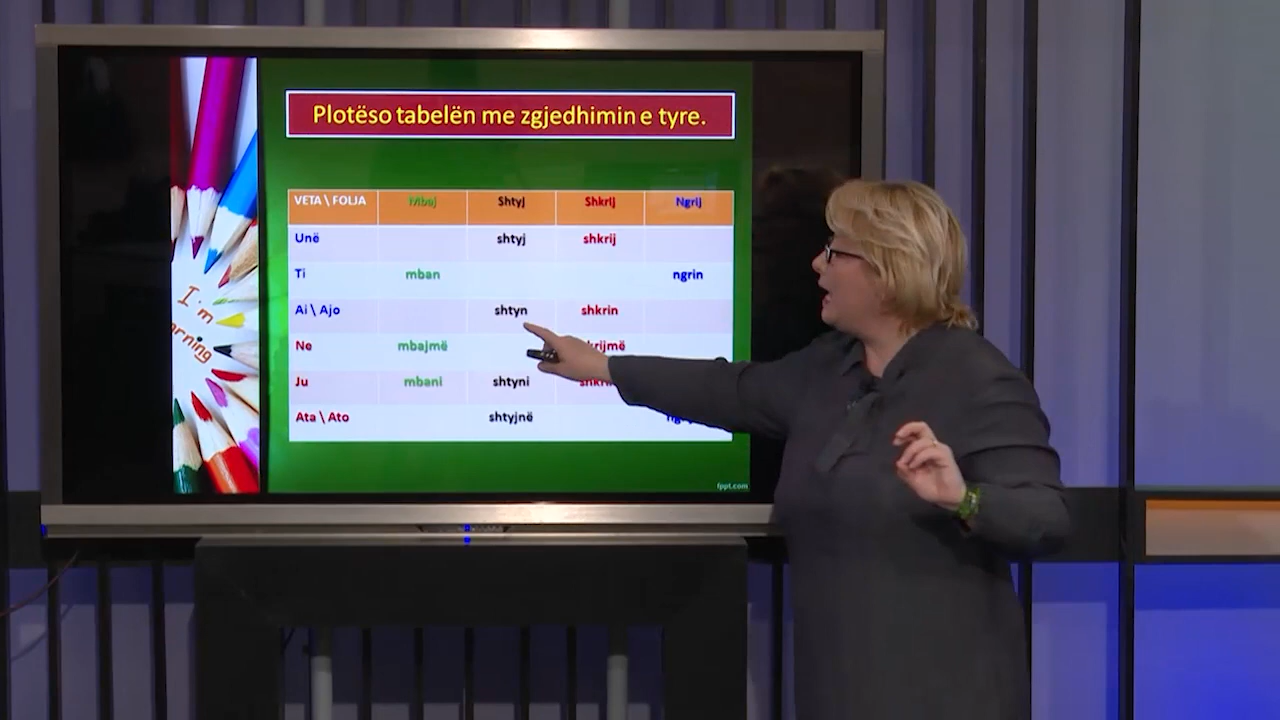 Plotëso tabelën me zgjedhimin e tyre.
VETA \ FOLJA Mbaj Shtyj Shkrij Ngrij
Unë shtyj shkrij
Ti mban ngrin
Ai \ Ajo shtyn shkrin
Ne mbajmë
Ju mbani shtyni
Ata \ Ato shtyjnë
I'm
fppt.com